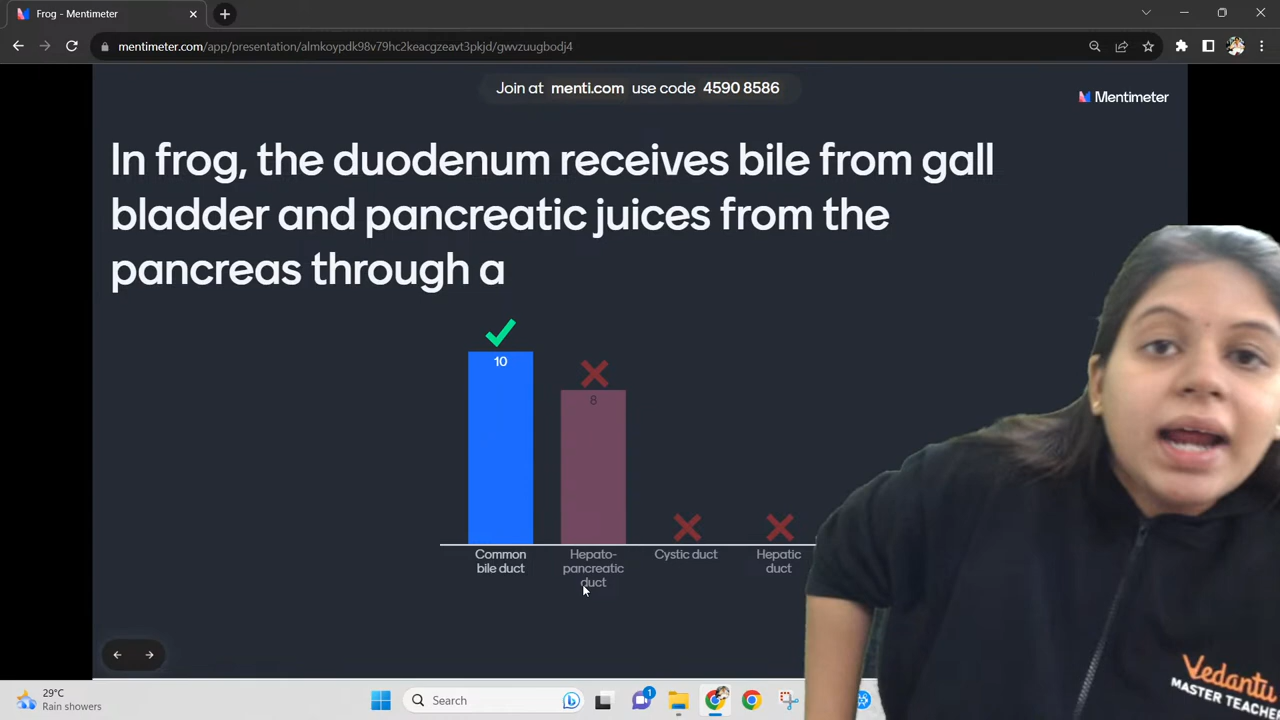 Frog - Mentimeter
mentimeter.com/app/presentation/almkoypdk98v79hc2keacgzeavt3pkjd/gwvzuugbodj4
Join at menti.com use code 4590 8586
Mentimeter
In frog, the duodenum receives bile from gall
bladder and pancreatic juices from the
pancreas through a
10
8
Common
bile duct
Hepato-
pancreatic
duct
Cystic duct
Hepatic
duct
Vedantu
MASTER TEACHER
29°C
Rain showers
Search
1